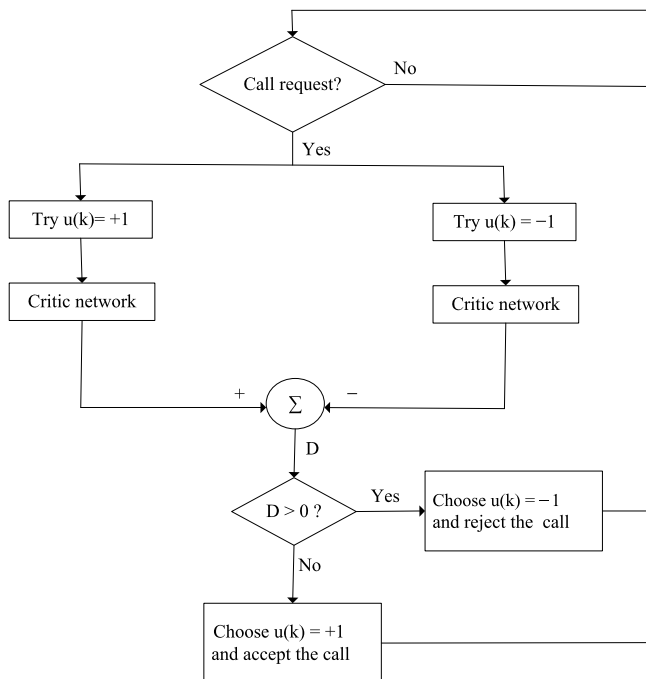 Call request?
No
Yes
Try u(k)= +1
Try u(k) = −1
Critic network
Critic network
+
−
Σ
D
D > 0 ?
Yes
Choose u(k) = −1
and reject the call
No
Choose u(k) = +1
and accept the call